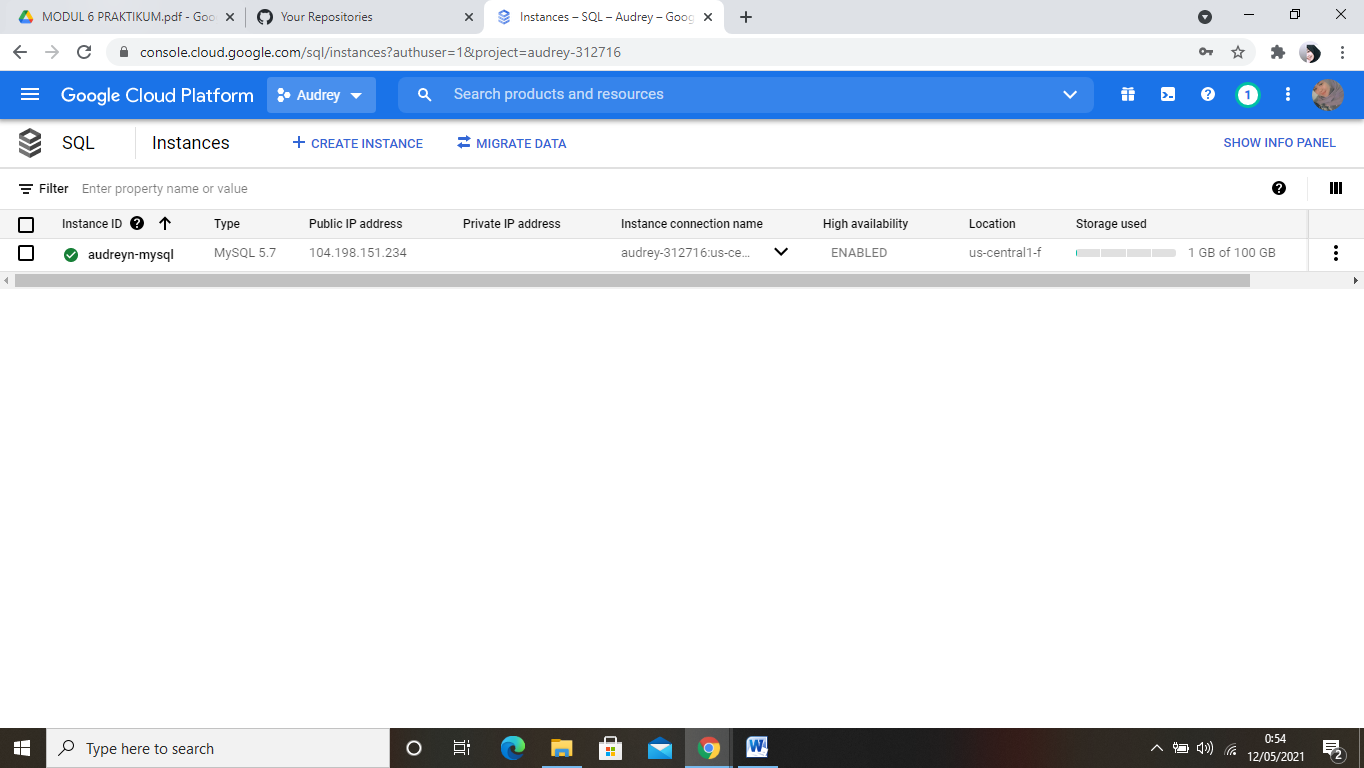 MODUL 6 PRAKTIKUM.pdf - Goo
Your Repositories
Instances – SQL – Audrey – Goog
console.cloud.google.com/sql/instances?authuser=1&project=audrey-312716
Google Cloud Platform
Audrey
Search products and resources
1
SQL
Instances
CREATE INSTANCE
MIGRATE DATA
SHOW INFO PANEL
Filter
Enter property name or value
Instance ID
Type
Public IP address
Private IP address
Instance connection name
High availability
Location
Storage used
audreyn-mysql
MySQL 5.7
104.198.151.234
audrey-312716:us-ce...
ENABLED
us-central1-f
1 GB of 100 GB
Type here to search
0:54
12/05/2021
2